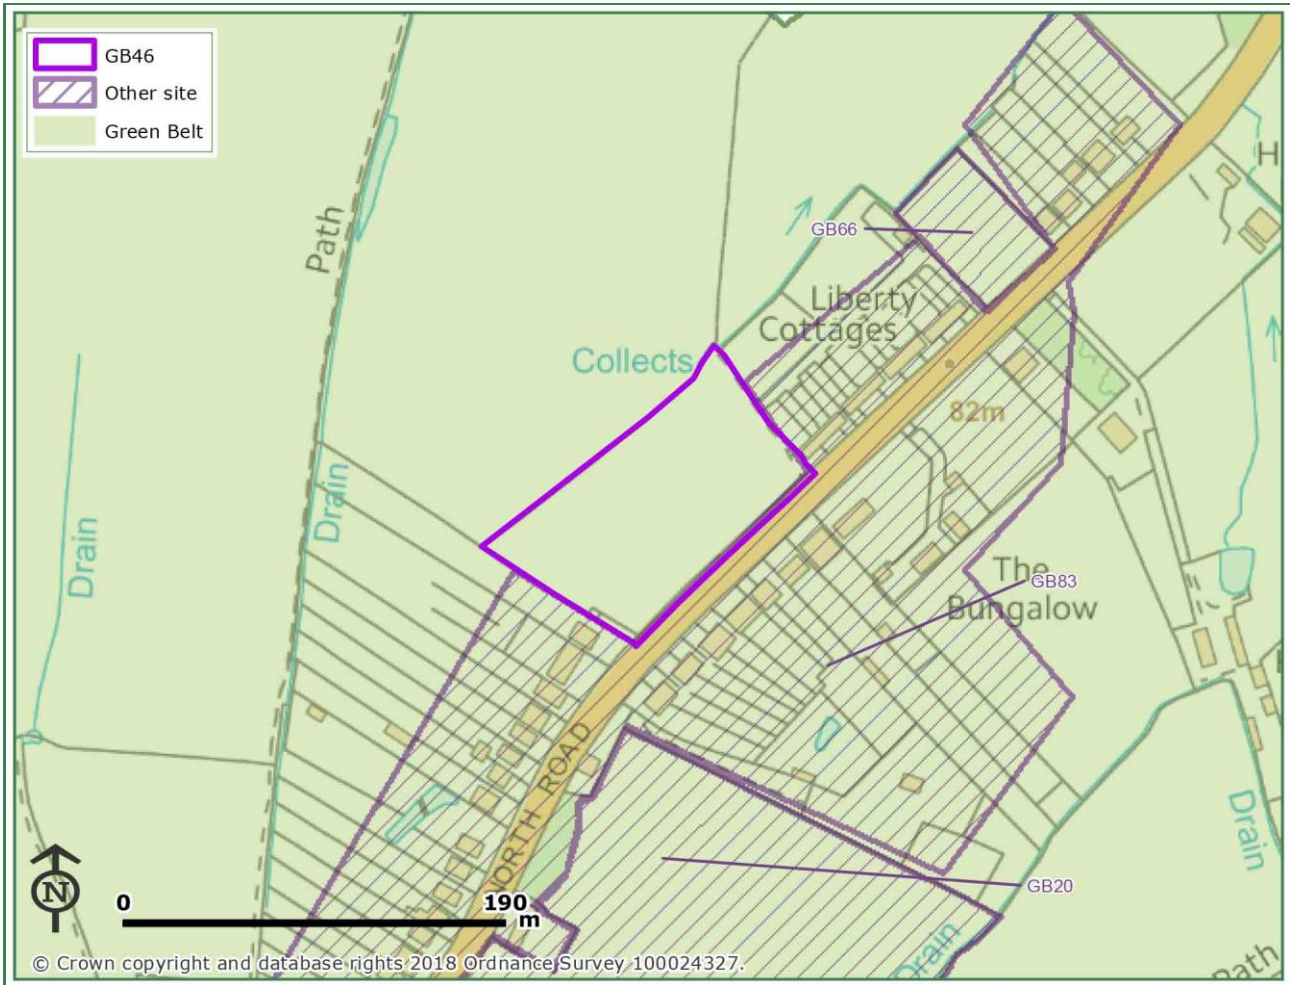 GB46
Other site
Green Belt
H
Path
GB66
Liberty
Cottages
Collects
82m
Drain
Drain
The
Bungalow
GB83
NORTH ROAD
GB20
Drain
Drain
Path
N
0 190
m
© Crown copyright and database rights 2018 Ordnance Survey 100024327.